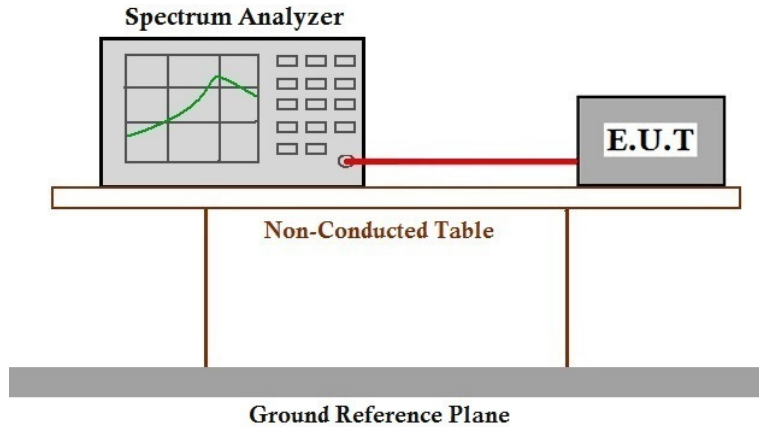 Spectrum Analyzer
E.U.T
Non-Conducted Table
Ground Reference Plane